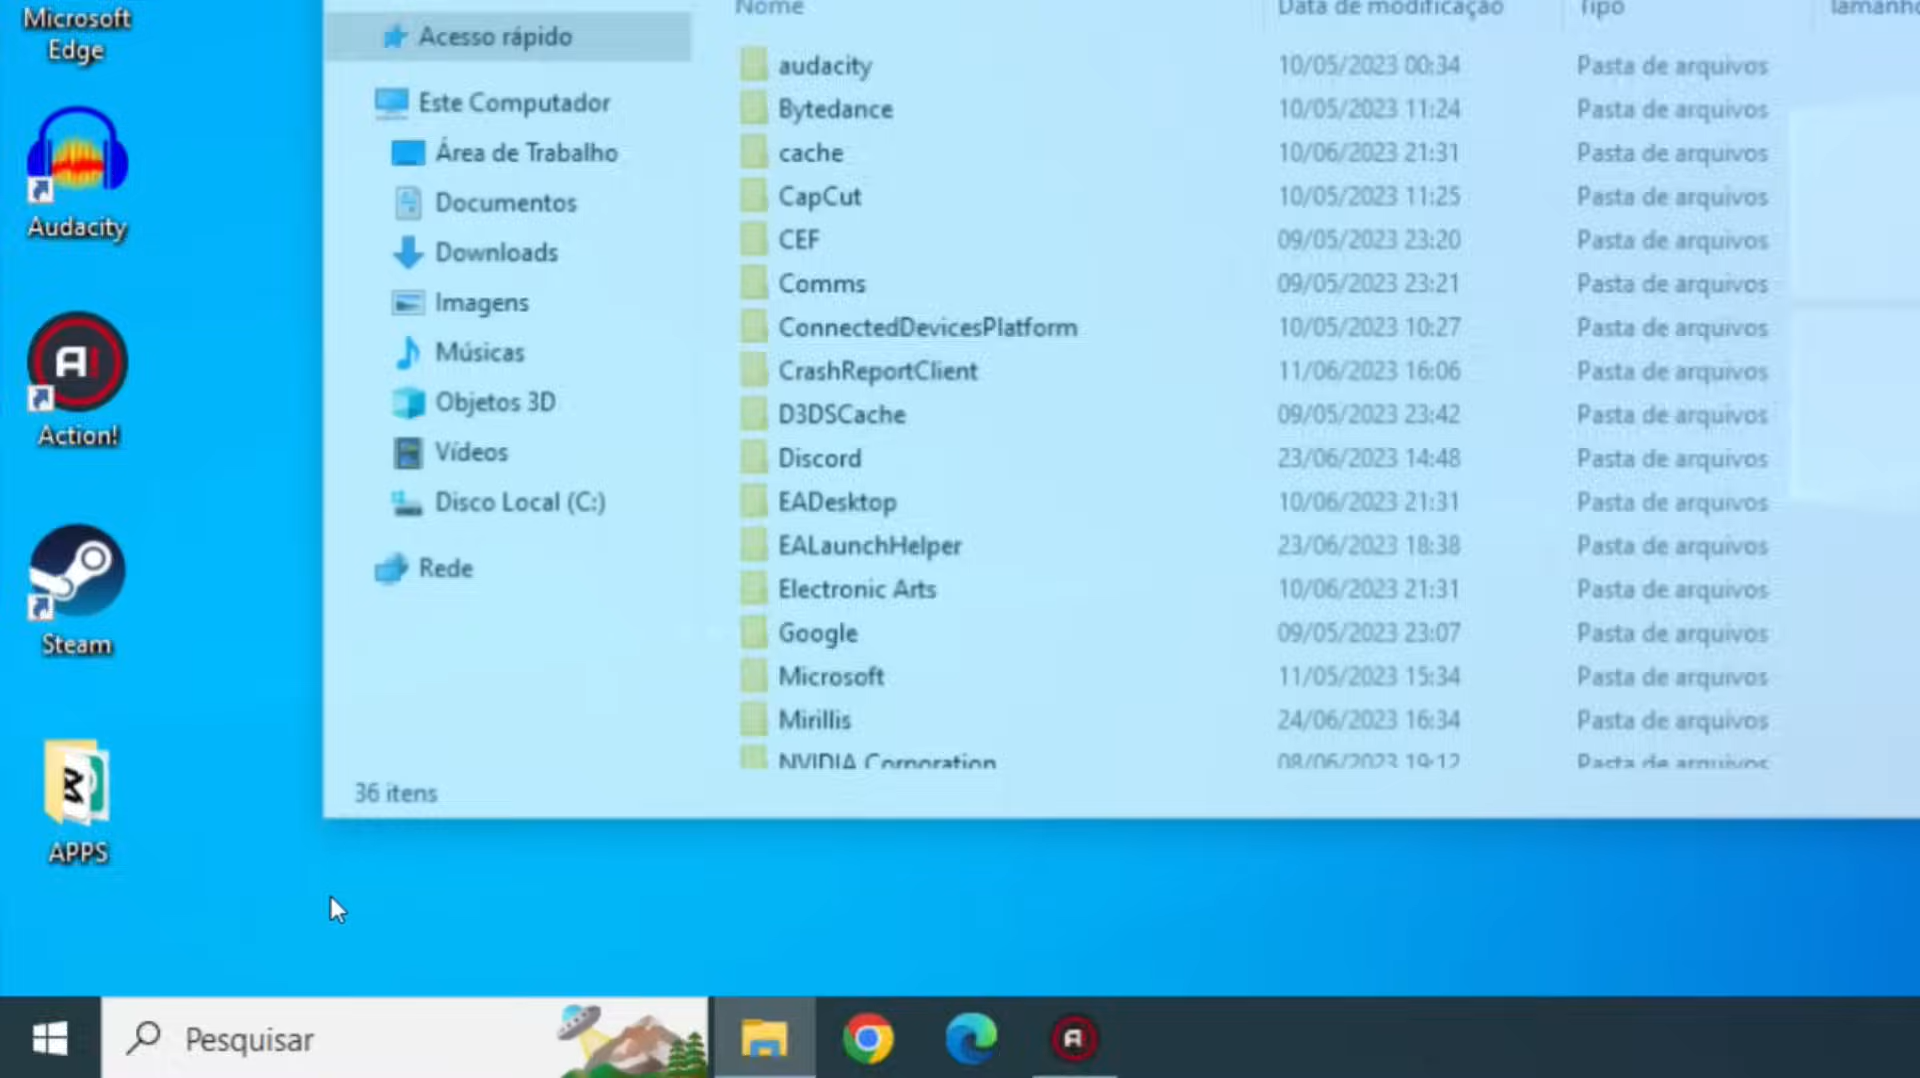 Microsoft
Edge
Audacity
Action!
Steam
APPS
Acesso rápido
Este Computador
Área de Trabalho
Documentos
Downloads
Imagens
Músicas
Objetos 3D
Vídeos
Disco Local (C:)
Rede
Nome Data de modificação Tipo Tamanho
audacity 10/05/2023 00:34 Pasta de arquivos
Bytedance 10/05/2023 11:24 Pasta de arquivos
cache 10/06/2023 21:31 Pasta de arquivos
CapCut 10/05/2023 11:25 Pasta de arquivos
CEF 09/05/2023 23:20 Pasta de arquivos
Comms 09/05/2023 23:21 Pasta de arquivos
ConnectedDevicesPlatform 10/05/2023 10:27 Pasta de arquivos
CrashReportClient 11/06/2023 16:06 Pasta de arquivos
D3DSCache 09/05/2023 23:42 Pasta de arquivos
Discord 23/06/2023 14:48 Pasta de arquivos
EADesktop 10/06/2023 21:31 Pasta de arquivos
EALaunchHelper 23/06/2023 18:38 Pasta de arquivos
Electronic Arts 10/06/2023 21:31 Pasta de arquivos
Google 09/05/2023 23:07 Pasta de arquivos
Microsoft 11/05/2023 15:34 Pasta de arquivos
Mirillis 24/06/2023 16:34 Pasta de arquivos
NVIDIA Corporation 08/06/2023 19:12 Pasta de arquivos
36 itens
Pesquisar